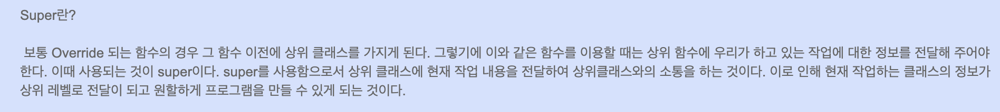 Super란?
보통 Override 되는 함수의 경우 그 함수 이전에 상위 클래스를 가지게 된다. 그렇기에 이와 같은 함수를 이용할 때는 상위 함수에 우리가 하고 있는 작업에 대한 정보를 전달해 주어야
한다. 이때 사용되는 것이 super이다. super를 사용함으로서 상위 클래스에 현재 작업 내용을 전달하여 상위클래스와의 소통을 하는 것이다. 이로 인해 현재 작업하는 클래스의 정보가
상위 레벨로 전달이 되고 원할하게 프로그램을 만들 수 있게 되는 것이다.